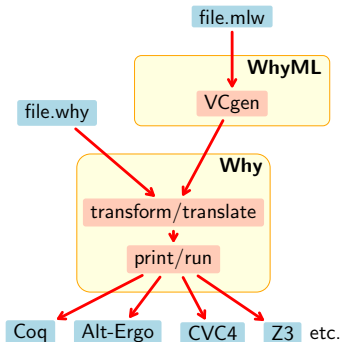 file.mlw
WhyML
VCgen
file.why
Why
transform/translate
print/run
Coq Alt-Ergo CVC4 Z3 etc.